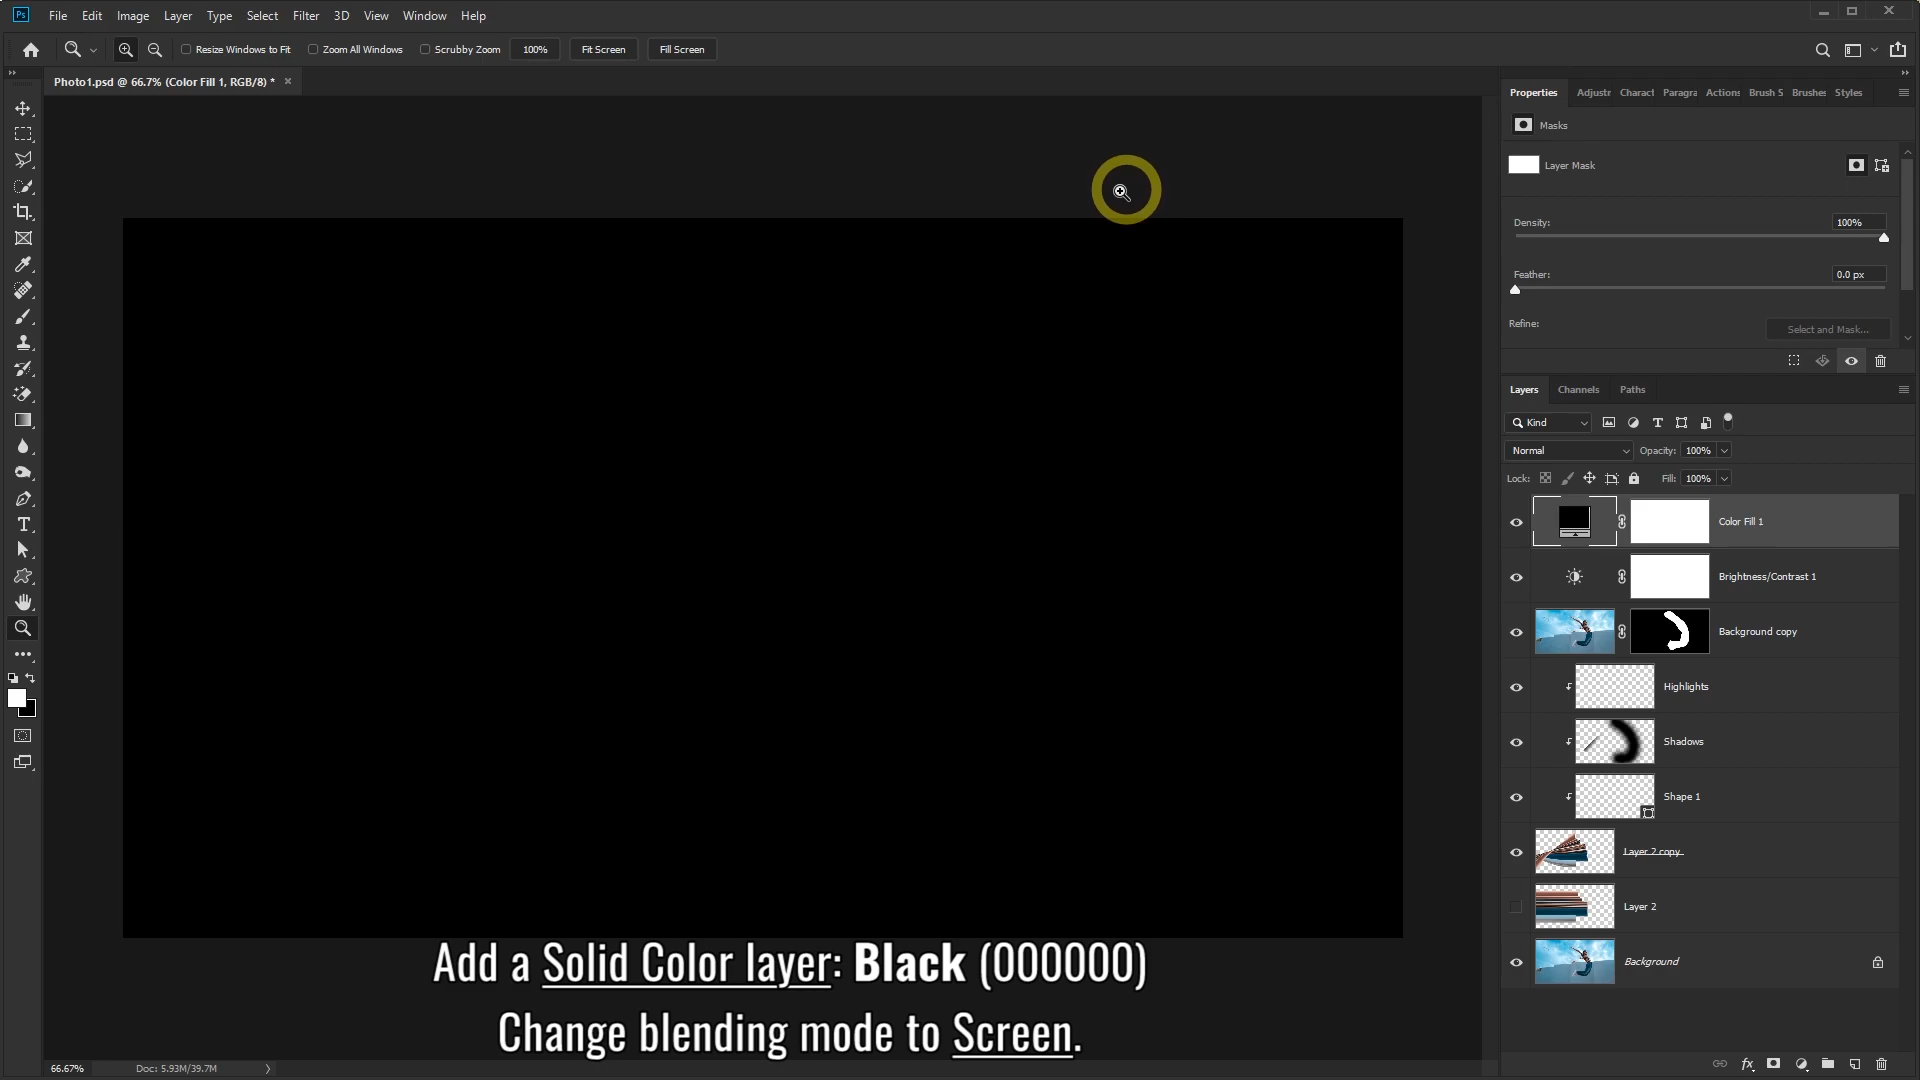 Ps File Edit Image Layer Type Select Filter 3D View Window Help
Resize Windows to Fit Zoom All Windows Scrubby Zoom 100% Fit Screen Fill Screen
Photo1.psd @ 66.7% (Color Fill 1, RGB/8) *
Properties Adjustr Charact Paragra Actions Brush S Brushes Styles
Masks
Layer Mask
Density: 100%
Feather: 0.0 px
Refine: Select and Mask...
Layers Channels Paths
Kind
Normal Opacity: 100%
Lock: Fill: 100%
Color Fill 1
Brightness/Contrast 1
Background copy
Highlights
Shadows
Shape 1
Layer 2 copy
Layer 2
Background
Add a Solid Color layer: Black (000000)
Change blending mode to Screen.
66.67% Doc: 5.93M/39.7M